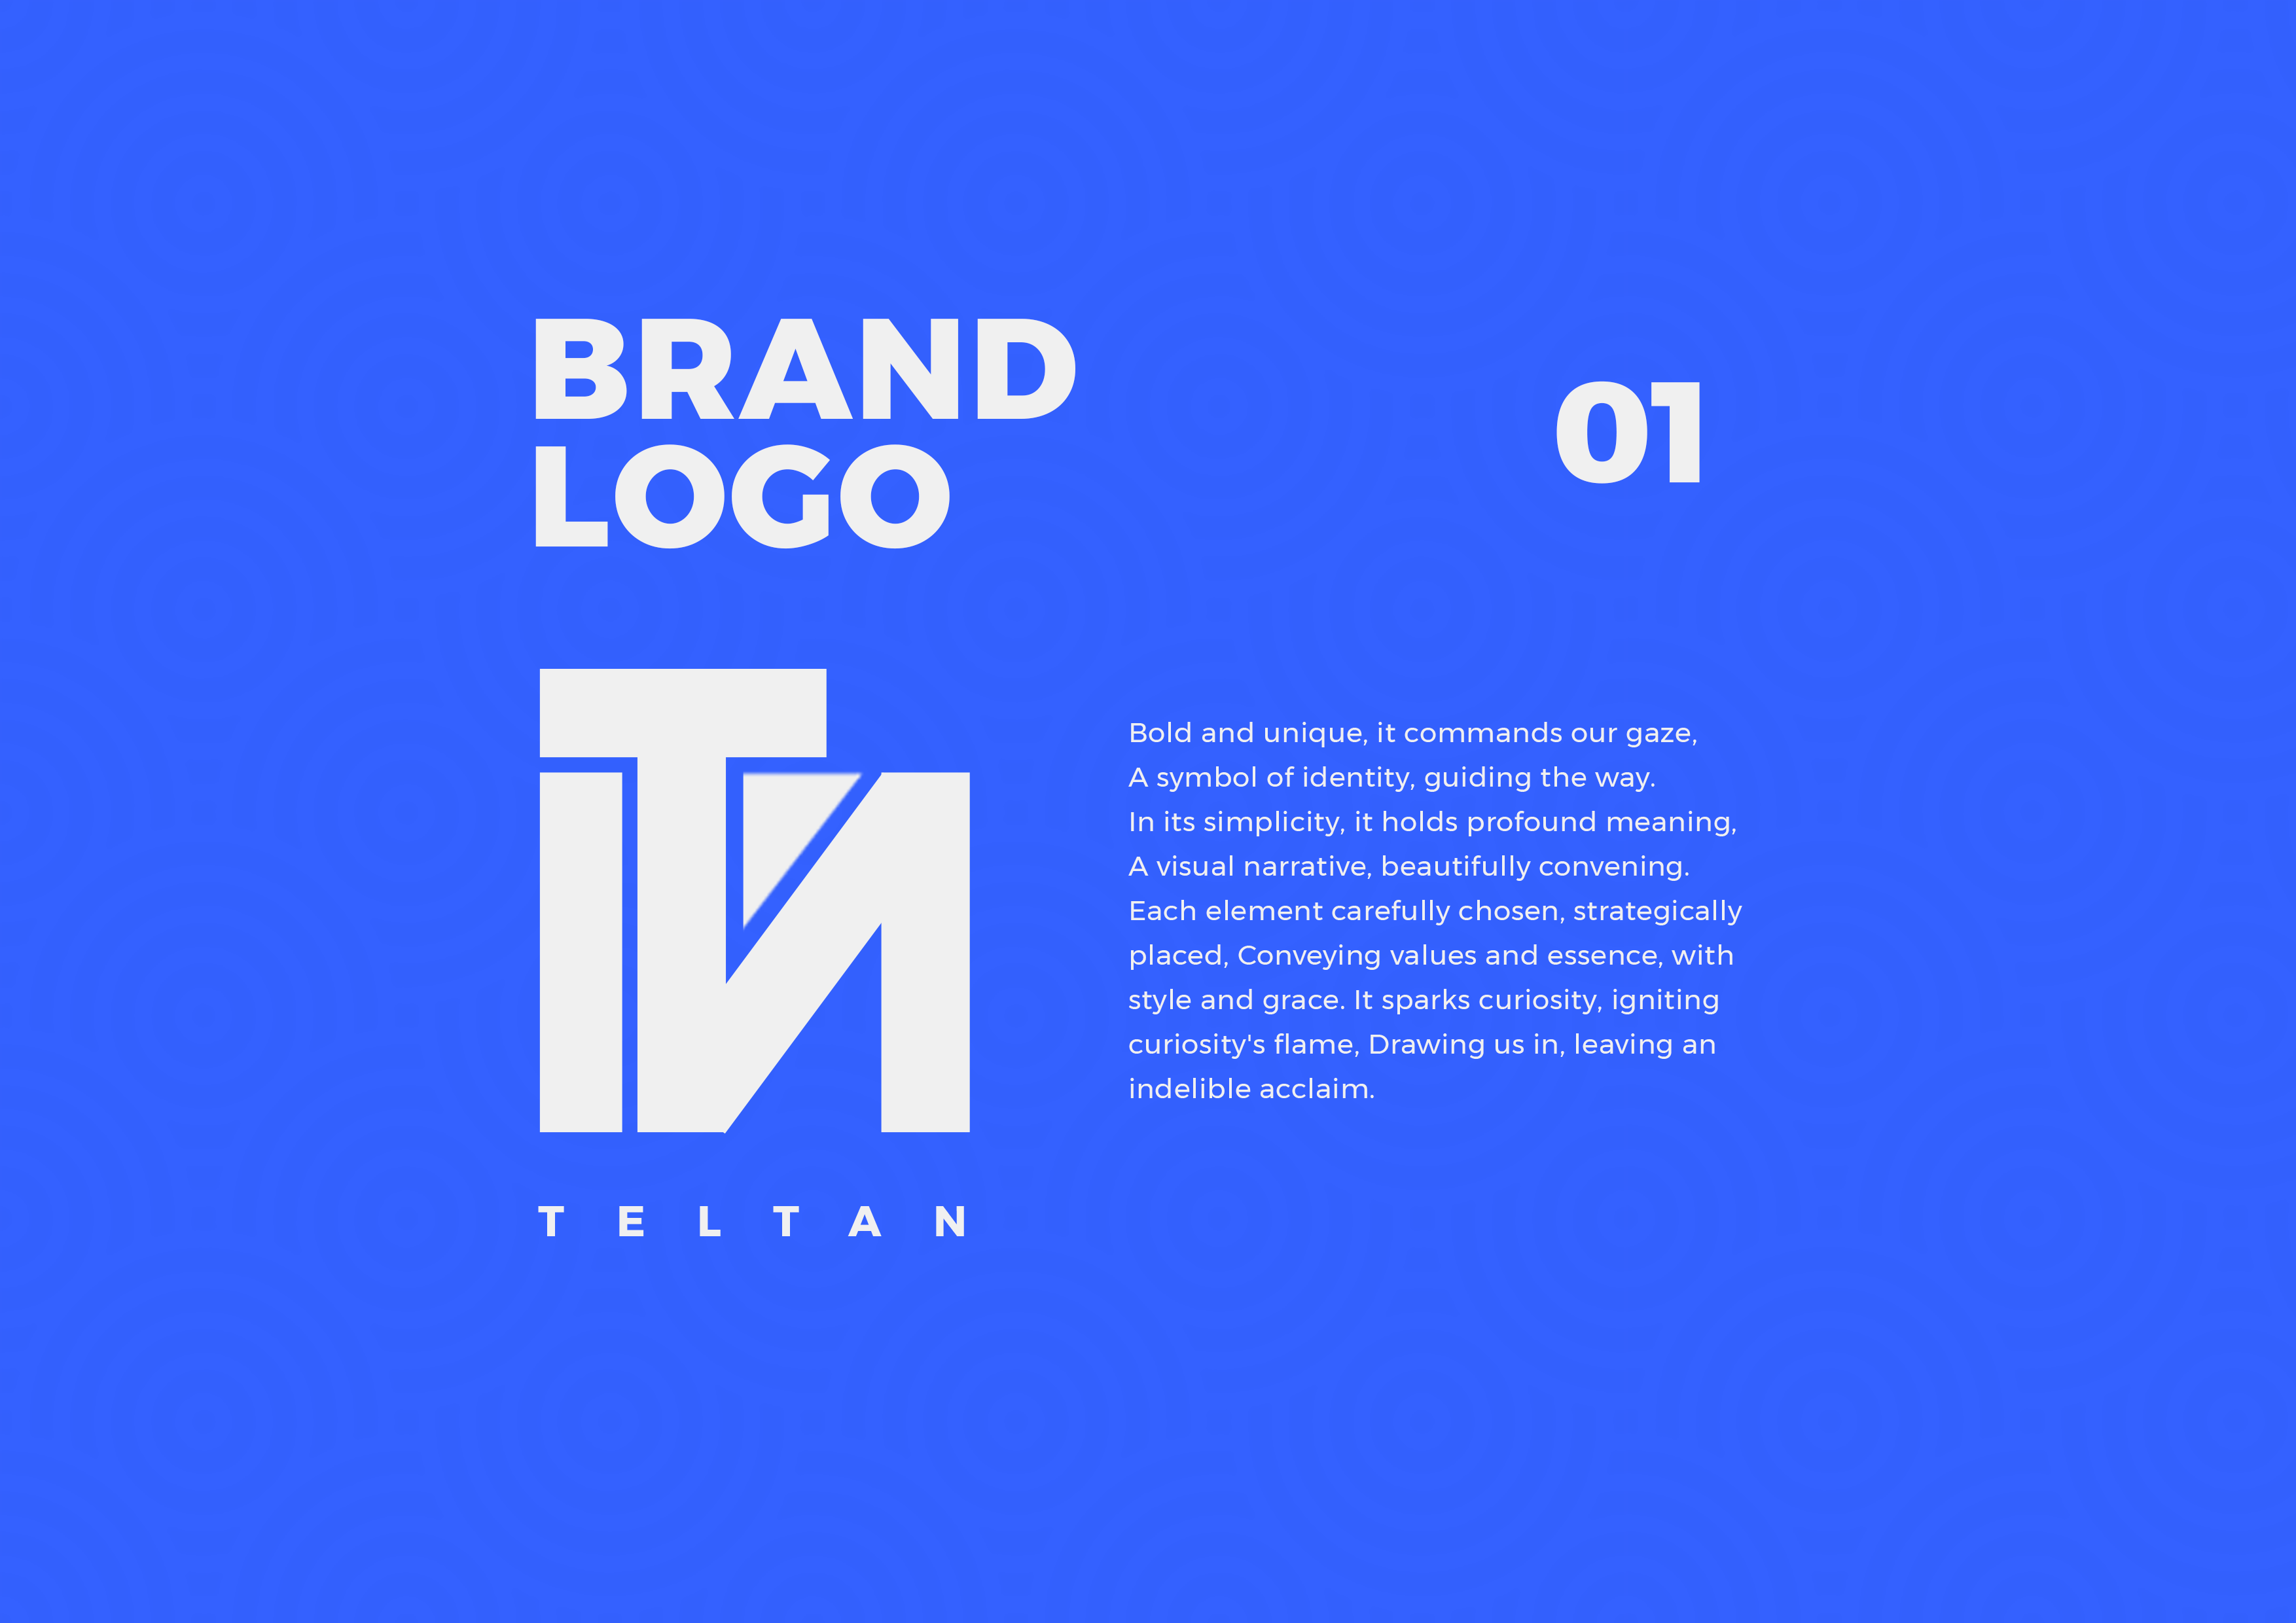 BRAND
LOGO
01
Bold and unique, it commands our gaze,
A symbol of identity, guiding the way.
In its simplicity, it holds profound meaning,
A visual narrative, beautifully convening.
Each element carefully chosen, strategically
placed, Conveying values and essence, with
style and grace. It sparks curiosity, igniting
curiosity's flame, Drawing us in, leaving an
indelible acclaim.
TELTAN